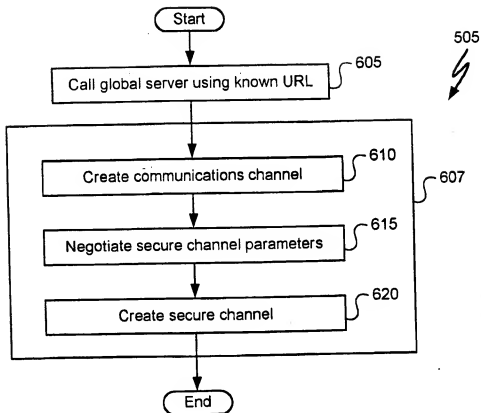 Start
505
Call global server using known URL
605
Create communications channel
610
607
Negotiate secure channel parameters
615
Create secure channel
620
End